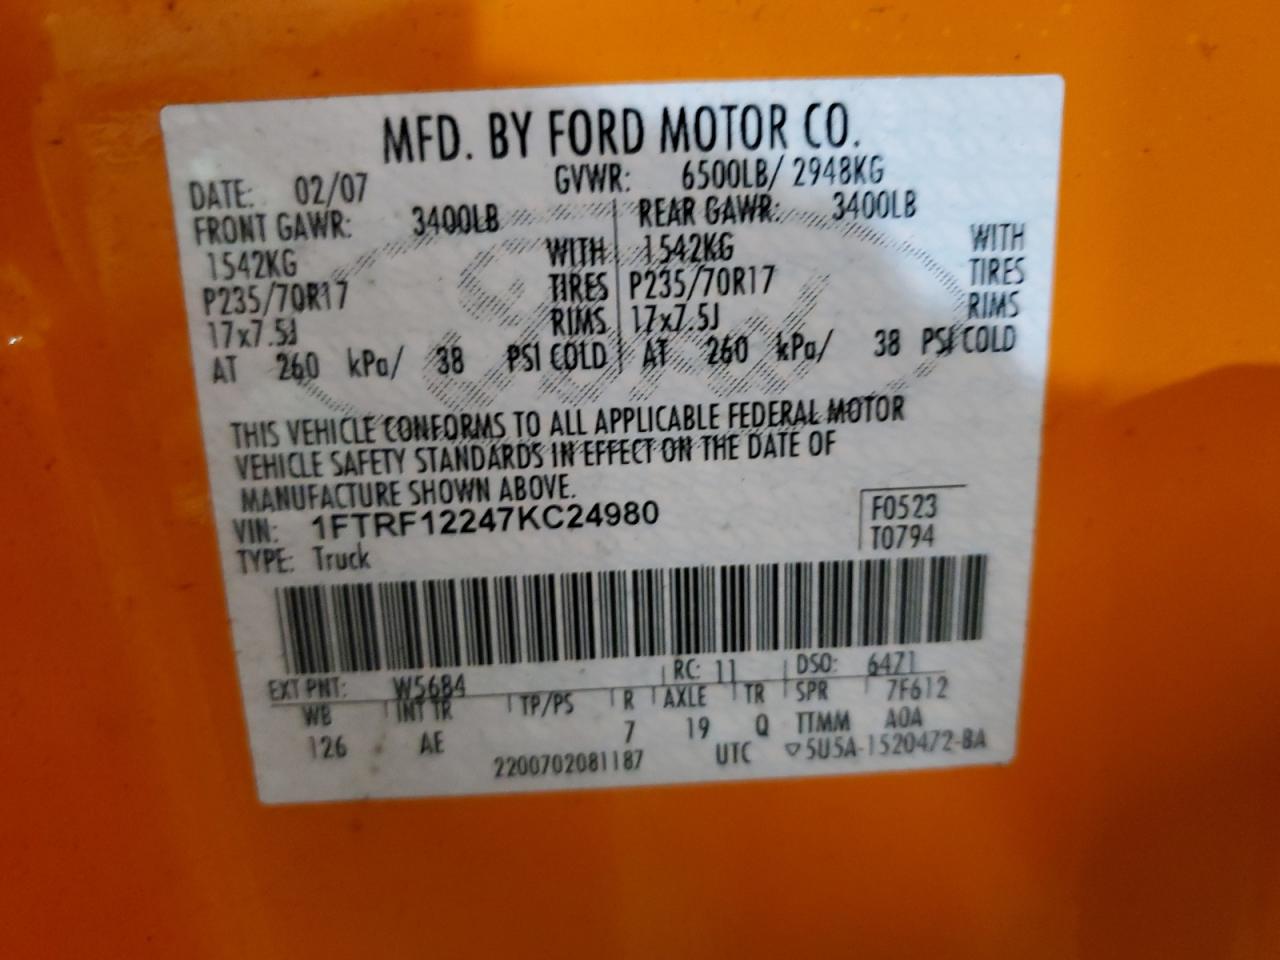 MFD. BY FORD MOTOR CO.
DATE: 02/07 GVWR: 6500LB/ 2948KG
FRONT GAWR: 3400LB REAR GAWR: 3400LB
1542KG WITH 1542KG WITH
P235/70R17 TIRES P235/70R17 TIRES
17x7.5J RIMS 17x7.5J RIMS
AT 260 kPa/ 38 PSI COLD AT 260 kPa/ 38 PSI COLD
THIS VEHICLE CONFORMS TO ALL APPLICABLE FEDERAL MOTOR
VEHICLE SAFETY STANDARDS IN EFFECT ON THE DATE OF
MANUFACTURE SHOWN ABOVE.
VIN: 1FTRF12247KC24980 F0523
TYPE: Truck T0794
RC: 11 DSO: 6471
EXT PNT: W5684
WB INT TR TP/PS R AXLE TR SPR 7F612
126 AE 7 19 Q TTMM A0A
2200702081187 UTC ▽5U5A-1520472-BA